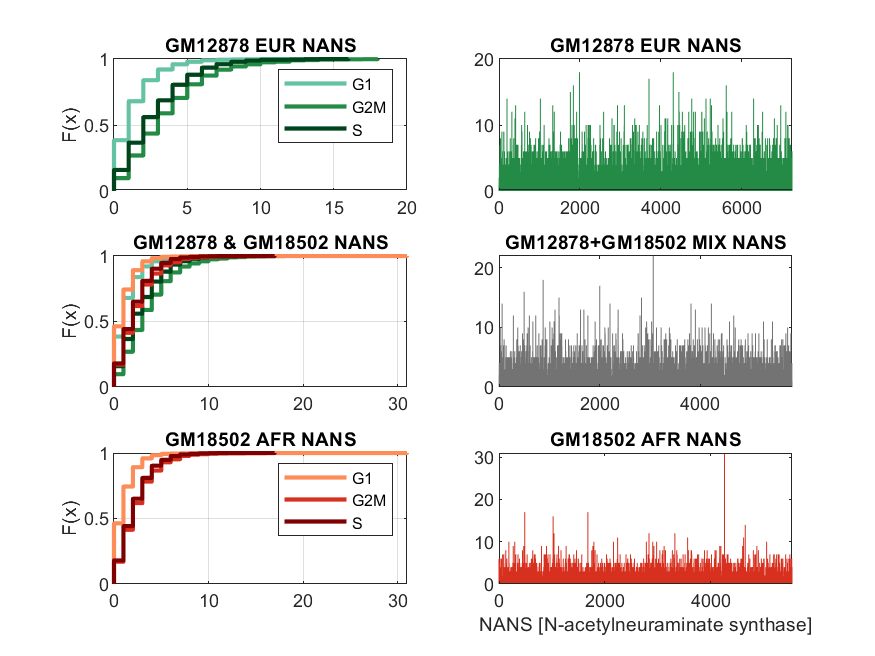 GM12878 EUR NANS
F(x)
1
0.5
0
0 5 10 15 20
G1
G2M
S
GM12878 EUR NANS
20
10
0
0 2000 4000 6000
GM12878 & GM18502 NANS
F(x)
1
0.5
0
0 10 20 30
GM12878+GM18502 MIX NANS
20
10
0
0 2000 4000
GM18502 AFR NANS
F(x)
1
0.5
0
0 10 20 30
G1
G2M
S
GM18502 AFR NANS
30
20
10
0
0 2000 4000
NANS [N-acetylneuraminate synthase]